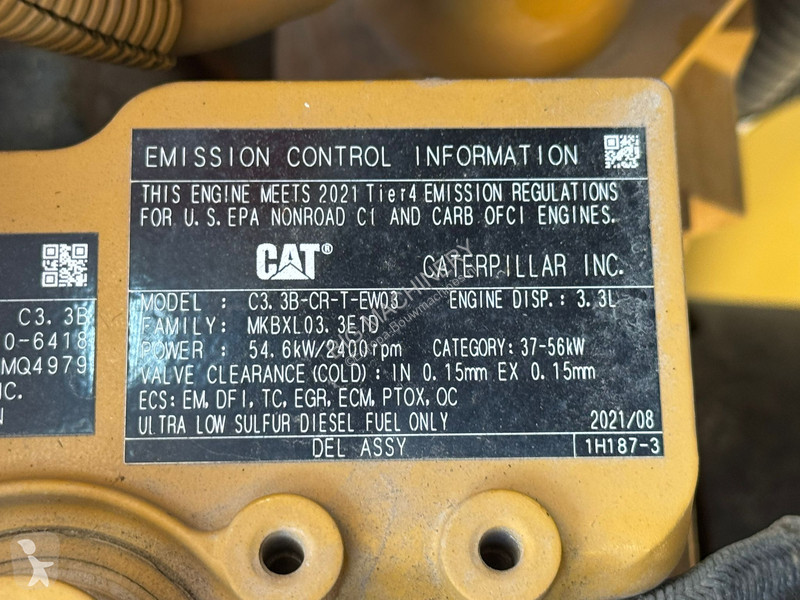 EMISSION CONTROL INFORMATION
THIS ENGINE MEETS 2021 Tier4 EMISSION REGULATIONS
FOR U.S.EPA NONROAD CI AND CARB OFCI ENGINES.
CAT® CATERPILLAR INC.
MODEL : C3.3B-CR-T-EW03 ENGINE DISP.: 3.3L
FAMILY: MKBXL03.3E1D
POWER : 54.6kW/2400rpm CATEGORY: 37-56kW
VALVE CLEARANCE(COLD): IN 0.15mm EX 0.15mm
ECS: EM, DFI, TC, EGR, ECM, PTOX, OC
ULTRA LOW SULFUR DIESEL FUEL ONLY 2021/08
DEL ASSY 1H187-3
C3.3B
0-6418
MQ4979